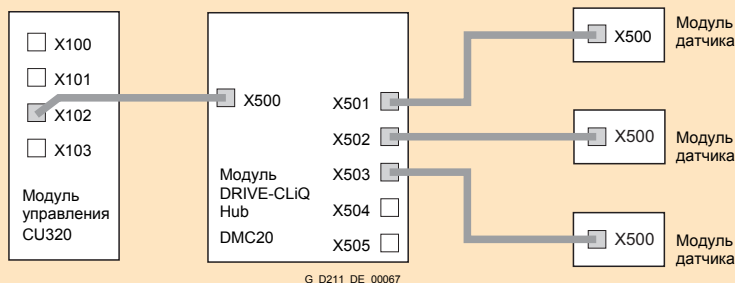 X100
X101
X102
X103
Модуль
управления
CU320
X500
Модуль
DRIVE-CLiQ
Hub
DMC20
X501
X502
X503
X504
X505
X500
Модуль
датчика
X500
Модуль
датчика
X500
Модуль
датчика
G_D211_DE_00067